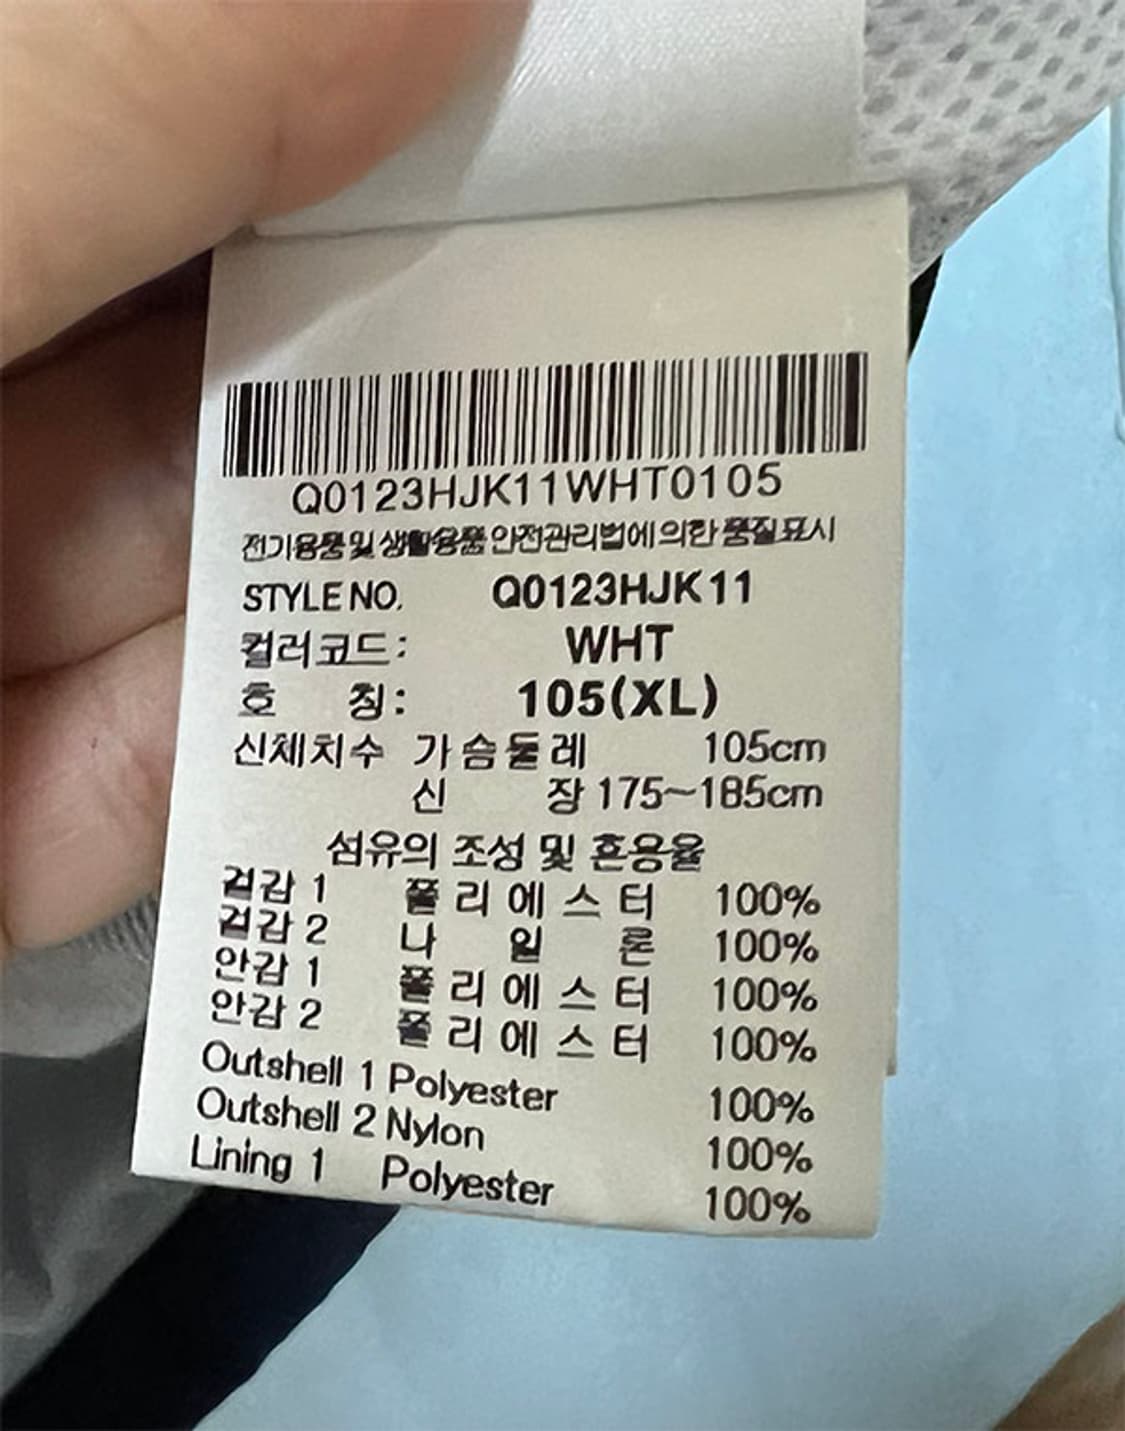 Q0123HJK11WHT0105
전기용품 및 생활용품 안전관리법에 의한 품질표시
STYLE NO. Q0123HJK11
컬러코드: WHT
호 칭: 105(XL)
신체치수 가슴둘레 105cm
신 장 175~185cm
섬유의 조성 및 혼용율
겉감 1 폴리에스터 100%
겉감 2 나일론 100%
안감 1 폴리에스터 100%
안감 2 폴리에스터 100%
Outshell 1 Polyester 100%
Outshell 2 Nylon 100%
Lining 1 Polyester 100%